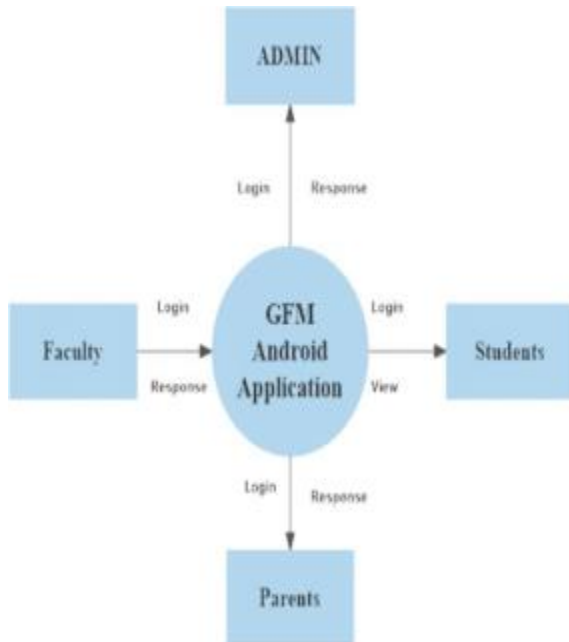 ADMIN
Login Response
Login
GFM
Login
Faculty
Android
Students
Response
Application
View
Login
Response
Parents